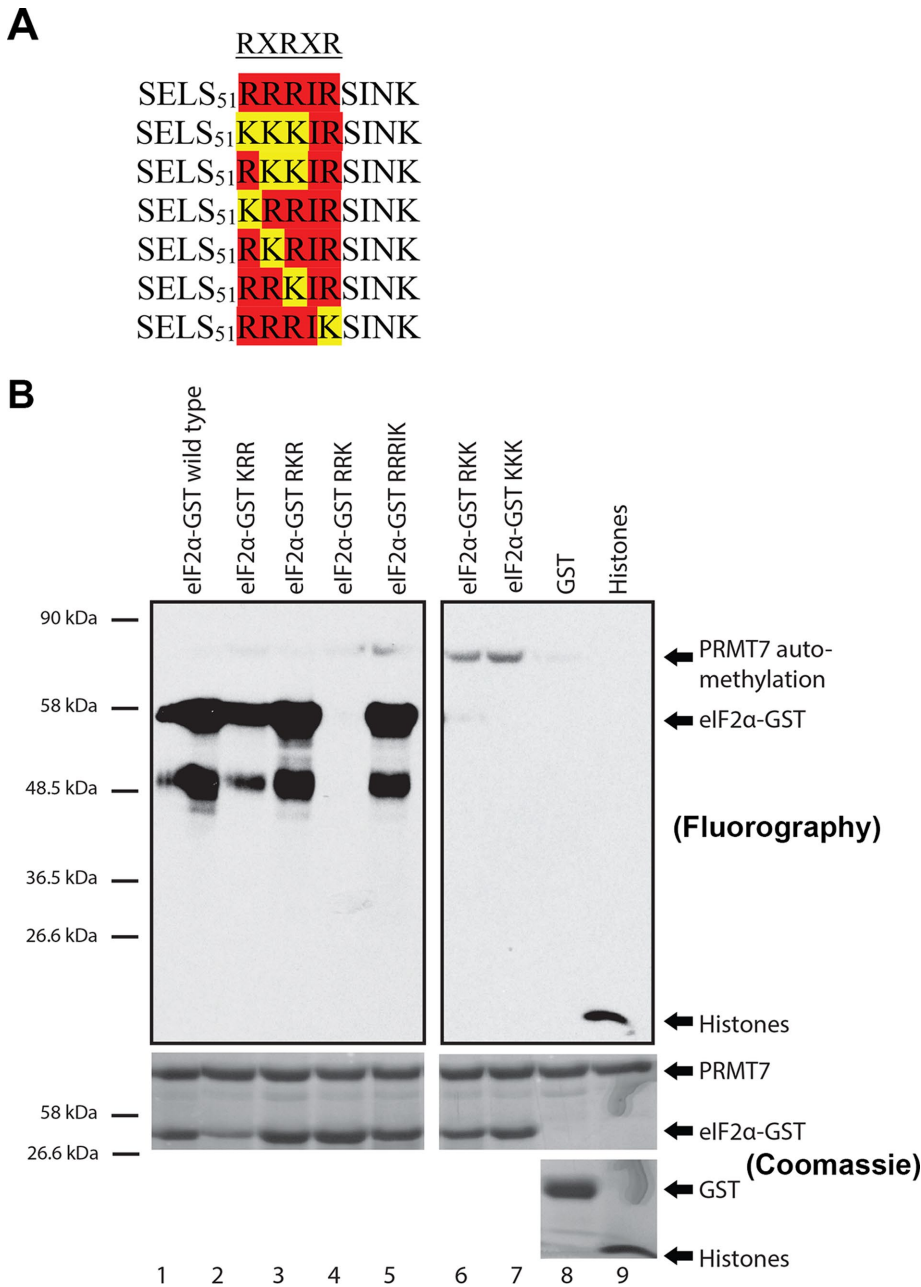 A
RXRXR
SELS51RRRIRSINK
SELS51KKKIRSINK
SELS51RKKIRSINK
SELS51KRRIRSINK
SELS51RKRIRSINK
SELS51RRKIRSINK
SELS51RRRIKSINK
B
eIF2α-GST wild type
eIF2α-GST KRR
eIF2α-GST RKR
eIF2α-GST RRK
eIF2α-GST RRRIK
eIF2α-GST RKK
eIF2α-GST KKK
GST
Histones
90 kDa
58 kDa
48.5 kDa
36.5 kDa
26.6 kDa
PRMT7 auto-
methylation
eIF2α-GST
(Fluorography)
Histones
PRMT7
58 kDa
eIF2α-GST
26.6 kDa
(Coomassie)
GST
Histones
1 2 3 4 5 6 7 8 9